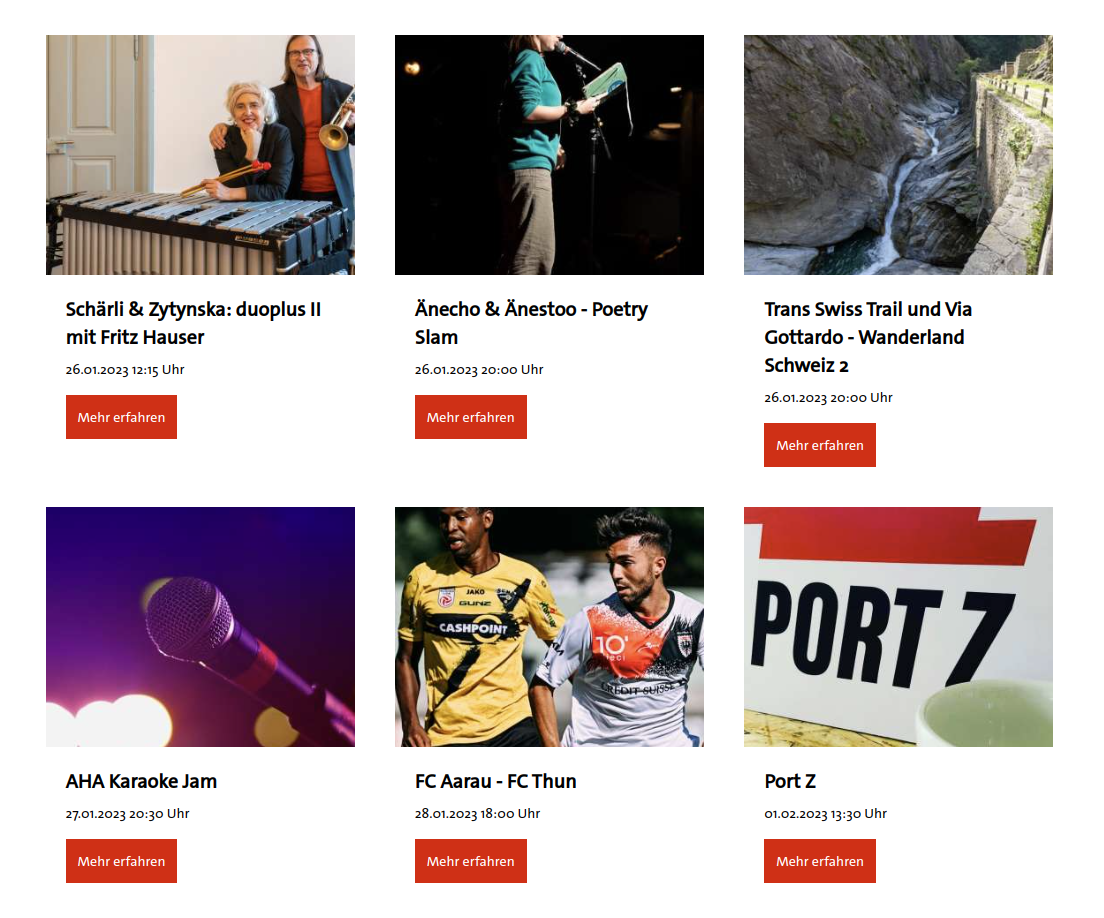 Schärli & Zytynska: duoplus II
mit Fritz Hauser
26.01.2023 12:15 Uhr
Mehr erfahren
Änecho & Änestoo - Poetry
Slam
26.01.2023 20:00 Uhr
Mehr erfahren
Trans Swiss Trail und Via
Gottardo - Wanderland
Schweiz 2
26.01.2023 20:00 Uhr
Mehr erfahren
AHA Karaoke Jam
27.01.2023 20:30 Uhr
Mehr erfahren
JAKO
GUNZ
CASHPOINT
10'
CREDIT SUISSE
FC Aarau - FC Thun
28.01.2023 18:00 Uhr
Mehr erfahren
PORT Z
Port Z
01.02.2023 13:30 Uhr
Mehr erfahren